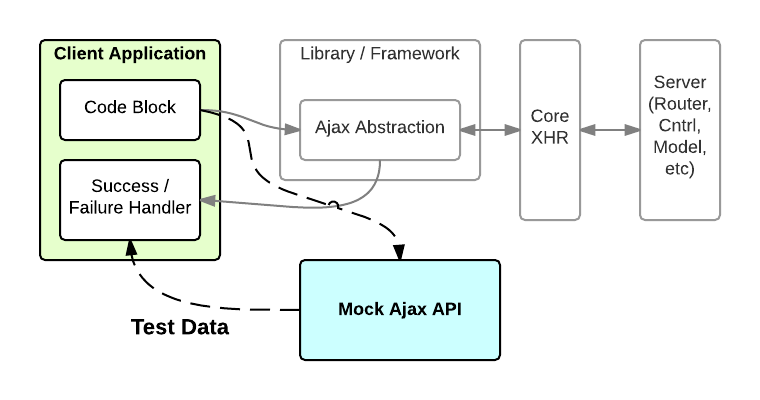 Client Application
Code Block
Success /
Failure Handler
Library / Framework
Ajax Abstraction
Core
XHR
Server
(Router,
Cntrl,
Model,
etc)
Mock Ajax API
Test Data